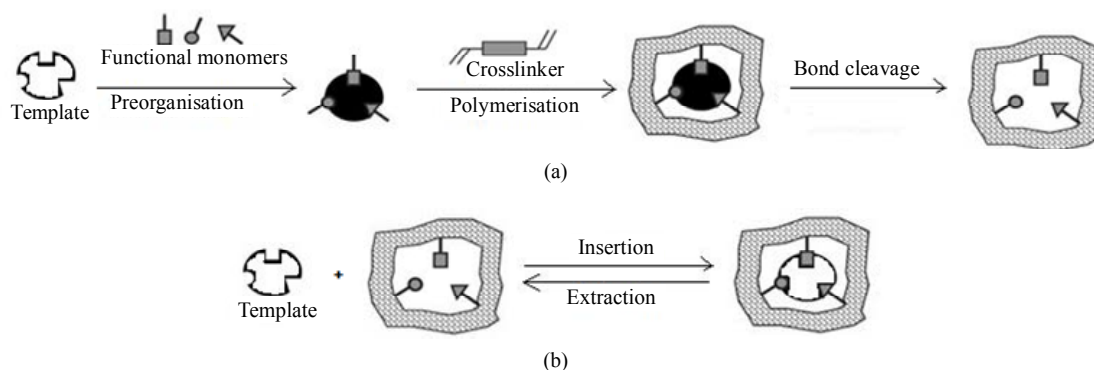 Functional monomers
Crosslinker
Bond cleavage
Template
Preorganisation
Polymerisation
(a)
Insertion
+
Template
Extraction
(b)